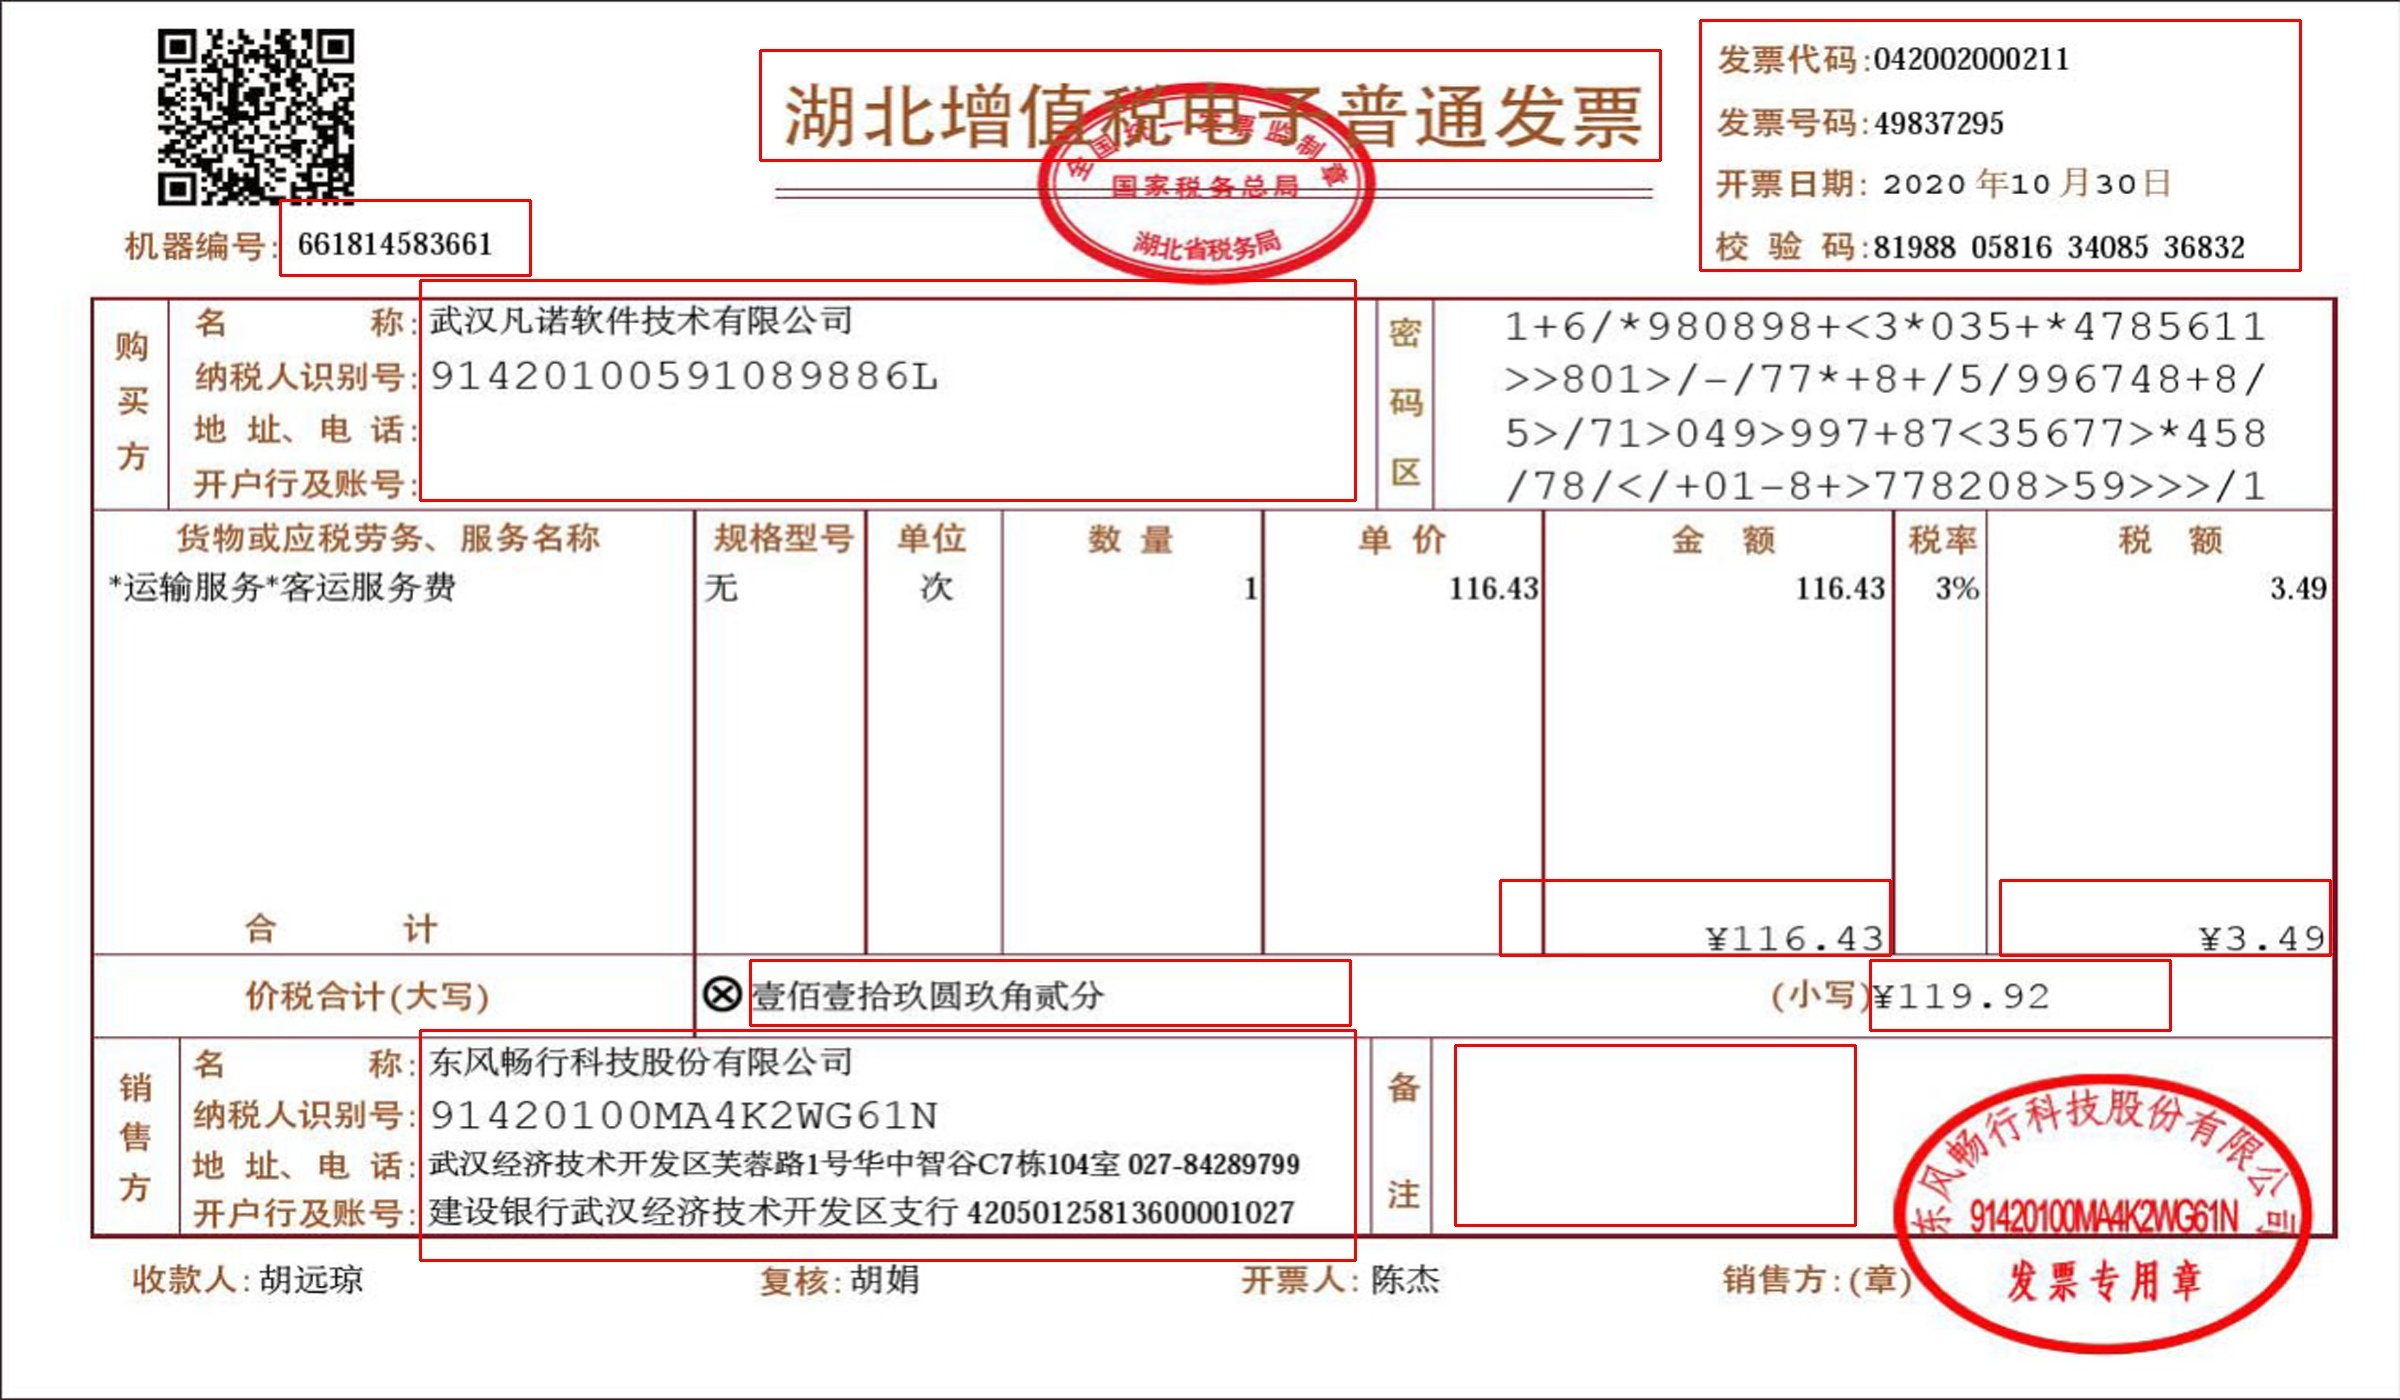 湖北增值税电子普通发票
全国统一发票监制章
国家税务总局
湖北省税务局
发票代码:042002000211
发票号码:49837295
开票日期: 2020 年10 月30日
校 验 码:81988 05816 34085 36832
机器编号: 661814583661
购买方
名 称: 武汉凡诺软件技术有限公司
纳税人识别号: 91420100591089886L
地 址、电 话:
开户行及账号:
密码区
1+6/*980898+<3*035+*4785611
>>801>/-/77*+8+/5/996748+8/
5>/71>049>997+87<35677>*458
/78/</+01-8+>778208>59>>>/1
货物或应税劳务、服务名称 规格型号 单位 数 量 单 价 金 额 税率 税 额
*运输服务*客运服务费 无 次 1 116.43 116.43 3% 3.49
合 计 ¥116.43 ¥3.49
价税合计(大写) ⊗壹佰壹拾玖圆玖角贰分 (小写)¥119.92
销售方
名 称: 东风畅行科技股份有限公司
纳税人识别号: 91420100MA4K2WG61N
地 址、电 话: 武汉经济技术开发区芙蓉路1号华中智谷C7栋104室 027-84289799
开户行及账号: 建设银行武汉经济技术开发区支行 42050125813600001027
备注
收款人: 胡远琼 复核: 胡娟 开票人: 陈杰 销售方: (章)
东风畅行科技股份有限公司
91420100MA4K2WG61N
发票专用章